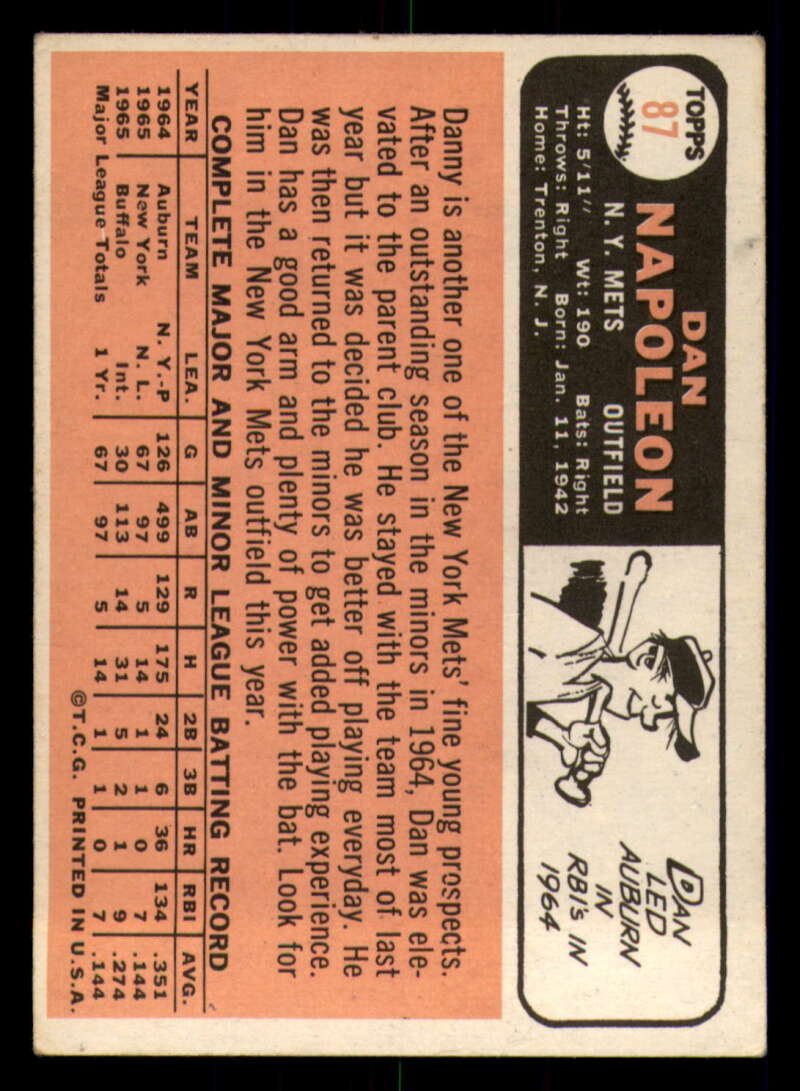 TOPPS
87
DAN
NAPOLEON
N.Y. METS OUTFIELD
Ht: 5'11" Wt: 190 Bats: Right
Throws: Right Born: Jan. 11, 1942
Home: Trenton, N. J.
DAN
LED
AUBURN
IN
RBI's IN
1964
Danny is another one of the New York Mets' fine young prospects.
After an outstanding season in the minors in 1964, Dan was ele-
vated to the parent club. He stayed with the team most of last
year but it was decided he was better off playing everyday. He
was then returned to the minors to get added playing experience.
Dan has a good arm and plenty of power with the bat. Look for
him in the New York Mets outfield this year.
COMPLETE MAJOR AND MINOR LEAGUE BATTING RECORD
YEAR TEAM LEA. G AB R H 2B 3B HR RBI AVG.
1964 Auburn N. Y.-P 126 499 129 175 24 6 36 134 .351
1965 New York N. L. 67 97 5 14 1 1 0 7 .144
1965 Buffalo Int. 30 113 14 31 5 2 1 9 .274
Major League Totals 1 Yr. 67 97 5 14 1 1 0 7 .144
©T.C.G. PRINTED IN U.S.A.